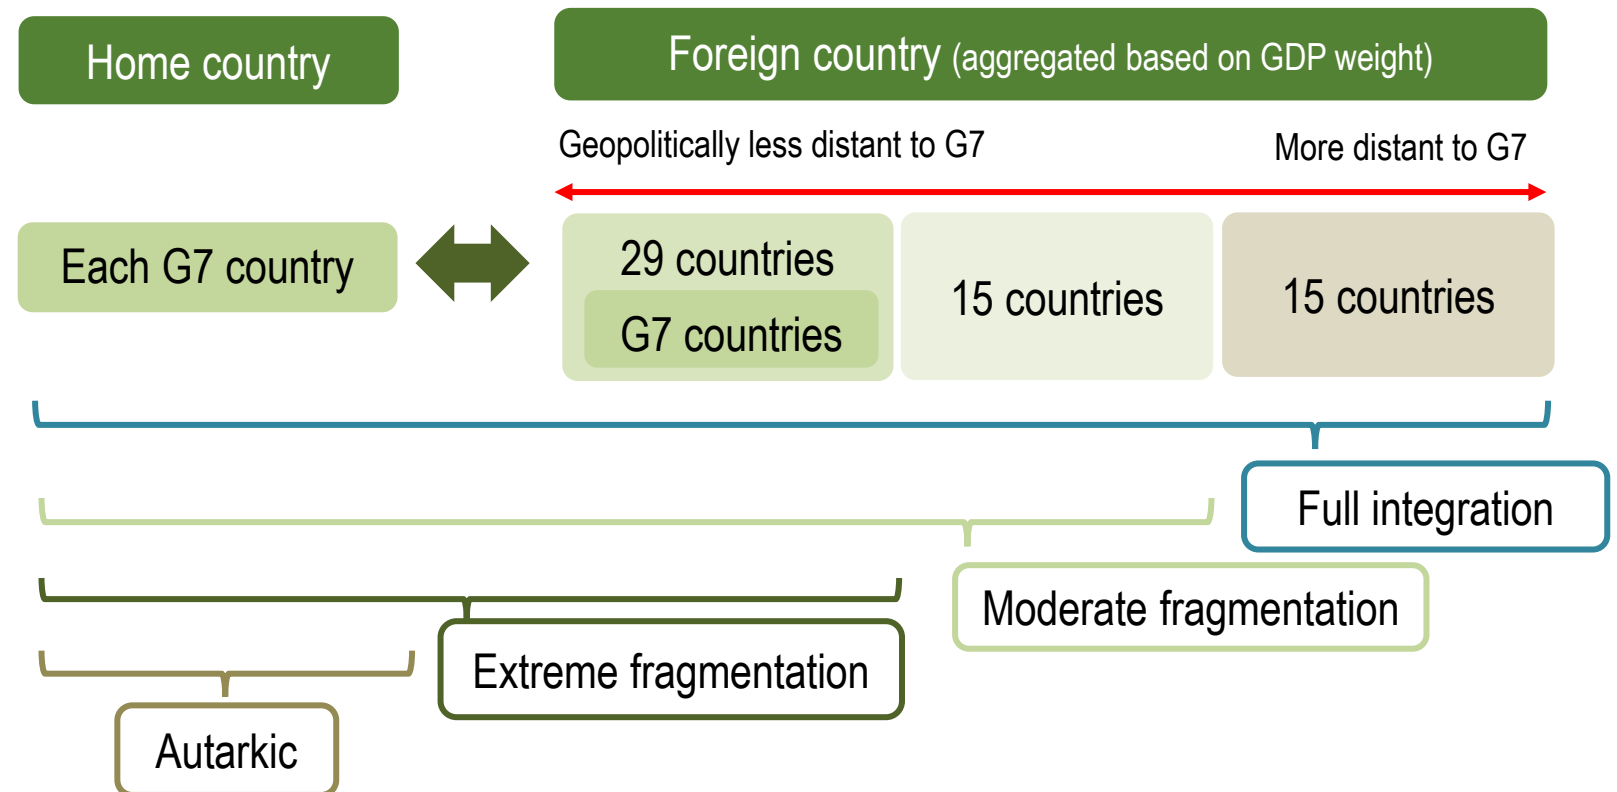 Home country
Foreign country (aggregated based on GDP weight)
Geopolitically less distant to G7
More distant to G7
Each G7 country
29 countries
G7 countries
15 countries
15 countries
Full integration
Moderate fragmentation
Extreme fragmentation
Autarkic